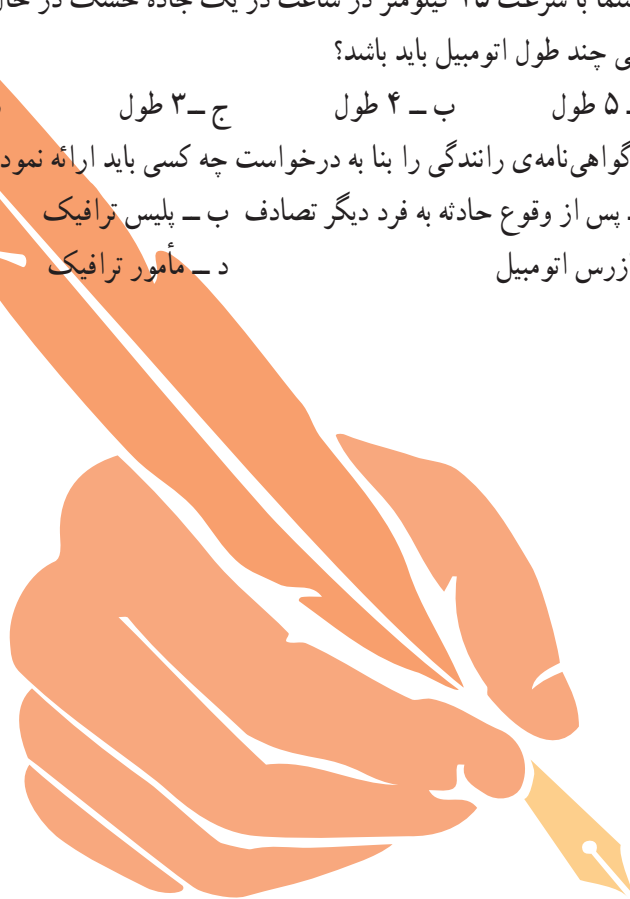 شما با سرعت ۲۵ کیلومتر در ساعت در یک جاده خشک در حال
ی چند طول اتومبیل باید باشد؟
۵ طول ب ــ ۴ طول ج ــ ۳ طول
گواهی‌نامه‌ی رانندگی را بنا به درخواست چه کسی باید ارائه نمود
پس از وقوع حادثه به فرد دیگر تصادف ب ــ پلیس ترافیک
زرس اتومبیل د ــ مأمور ترافیک